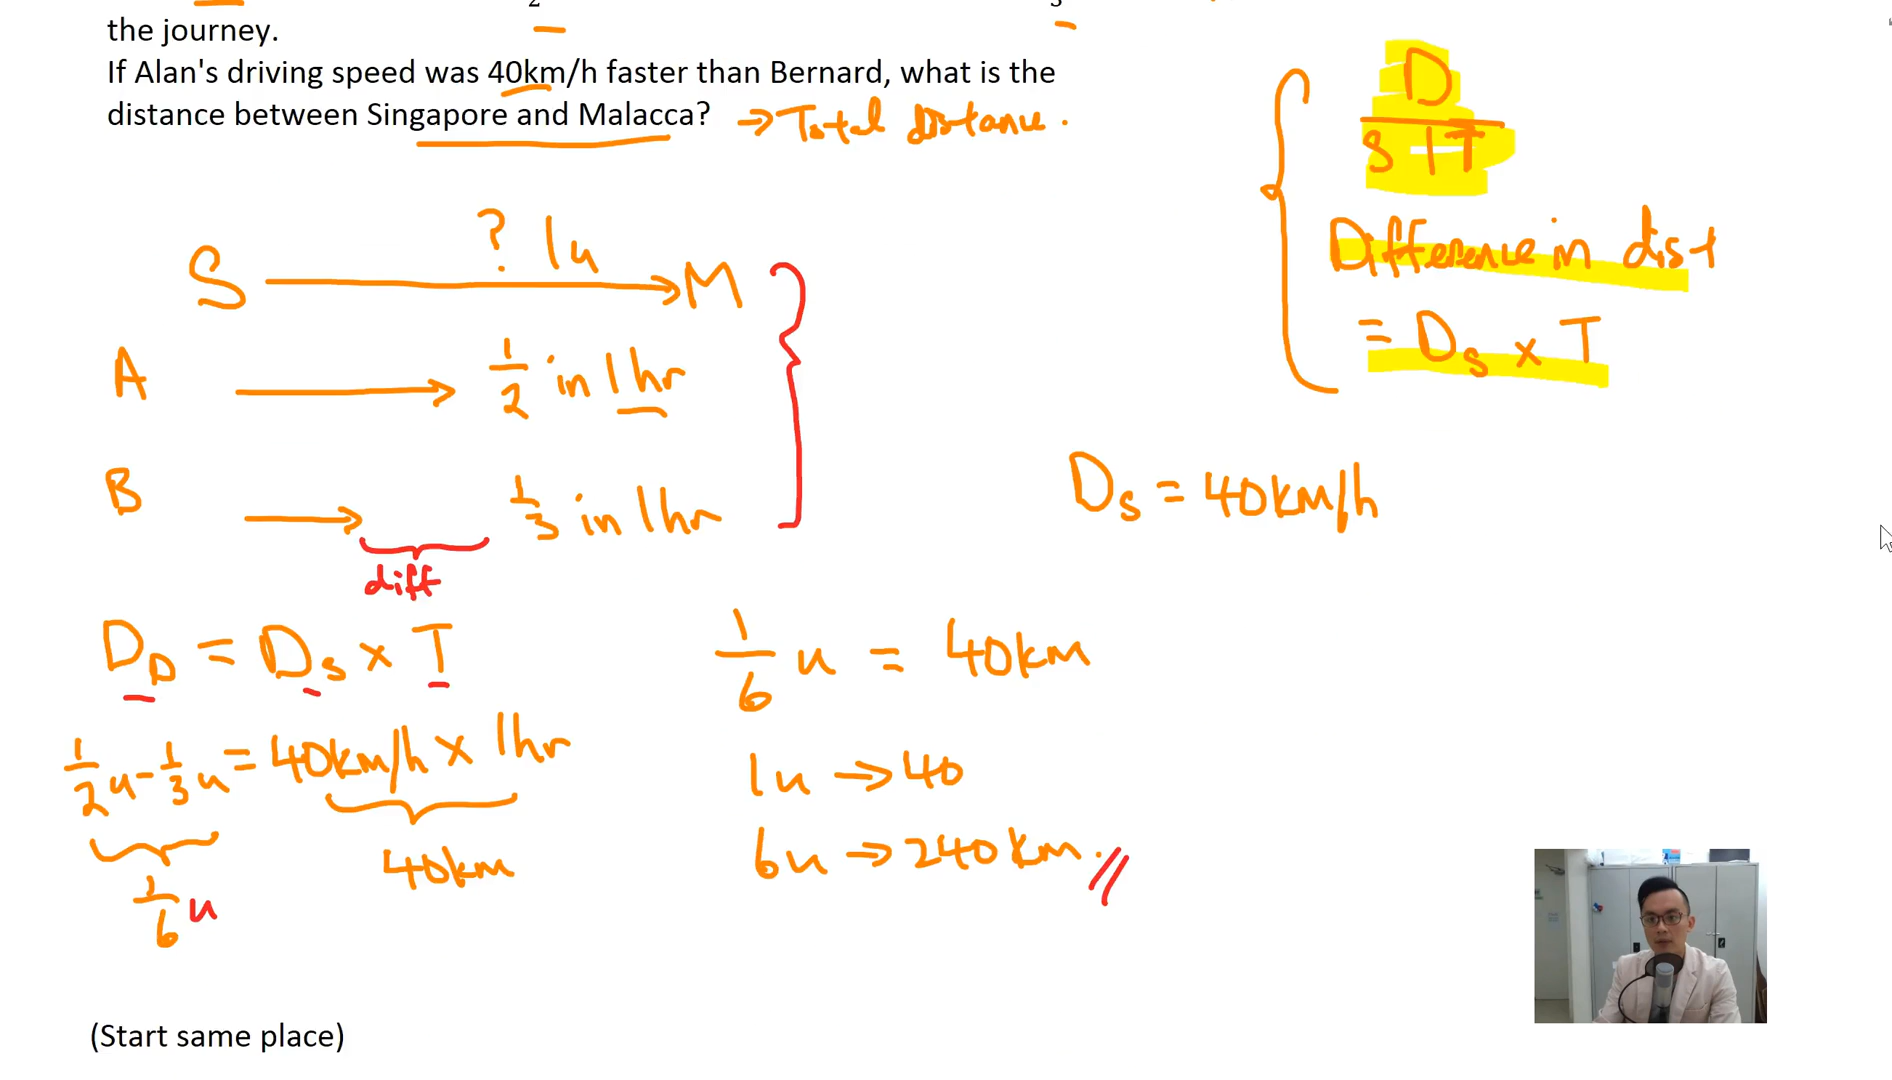 2 3
the journey.
If Alan's driving speed was 40km/h faster than Bernard, what is the
distance between Singapore and Malacca? → Total distance.
D
S | T
Difference in dist
= Ds x T
? 1u
S → M
A → 1/2 in 1hr
B → 1/3 in 1hr
diff
Ds = 40km/h
DD = Ds x T
1/2 u - 1/3 u = 40km/h x 1hr
1/6 u
40km
1/6 u = 40km
1u → 40
6u → 240km.
(Start same place)